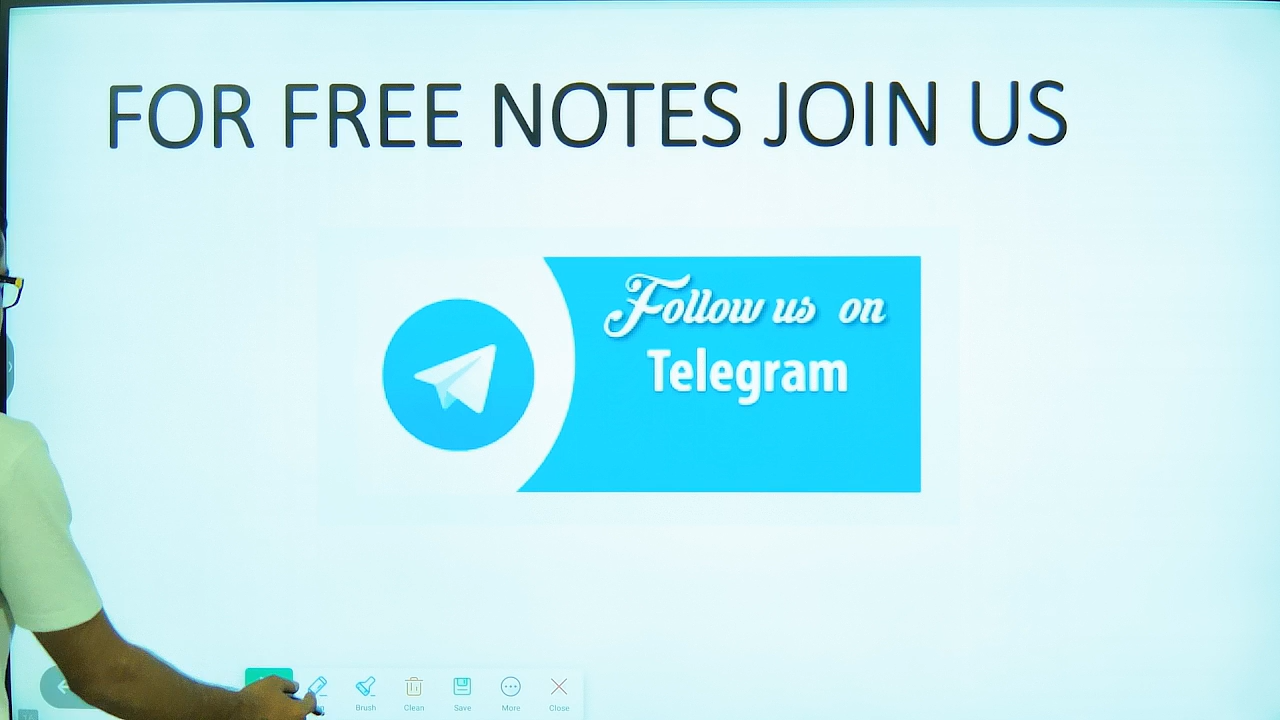 FOR FREE NOTES JOIN US
Follow us on
Telegram
Brush
Clean
Save
More
Close